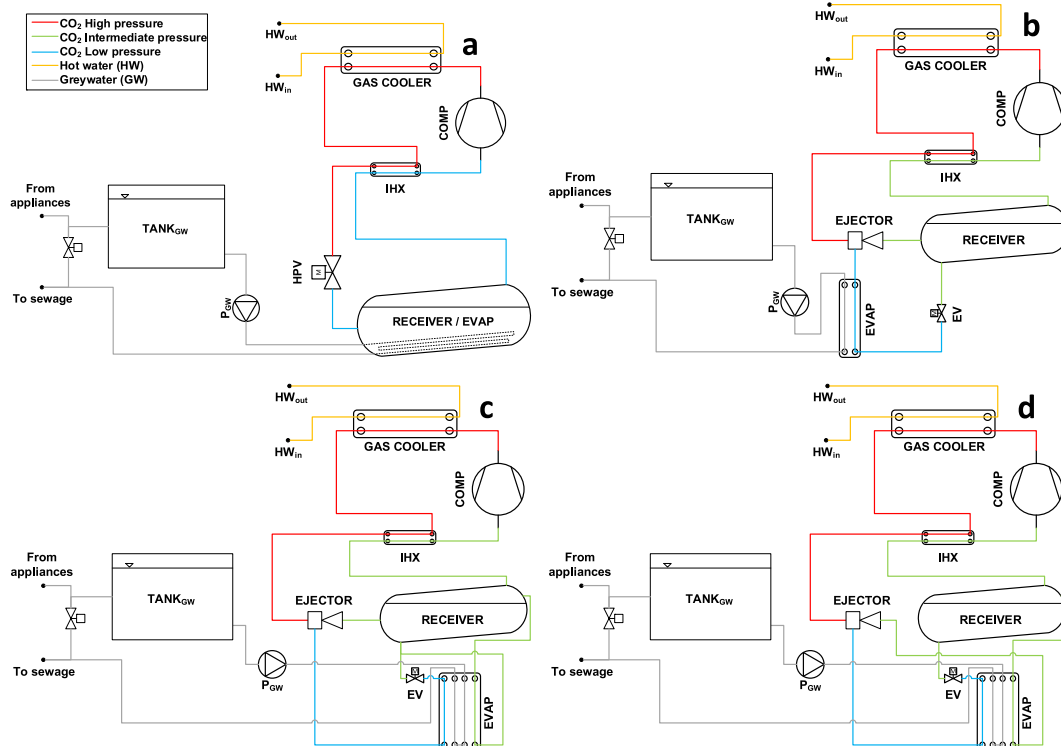 CO₂ High pressure
CO₂ Intermediate pressure
CO₂ Low pressure
Hot water (HW)
Greywater (GW)
a
HWout
HWin
GAS COOLER
COMP
IHX
From
appliances
TANKGW
HPV
M
To sewage
PGW
RECEIVER / EVAP
b
HWout
HWin
GAS COOLER
COMP
IHX
From
appliances
TANKGW
EJECTOR
RECEIVER
To sewage
PGW
EVAP
M
EV
c
HWout
HWin
GAS COOLER
COMP
IHX
From
appliances
TANKGW
EJECTOR
RECEIVER
To sewage
PGW
M
EV
EVAP
d
HWout
HWin
GAS COOLER
COMP
IHX
From
appliances
TANKGW
EJECTOR
RECEIVER
To sewage
PGW
M
EV
EVAP